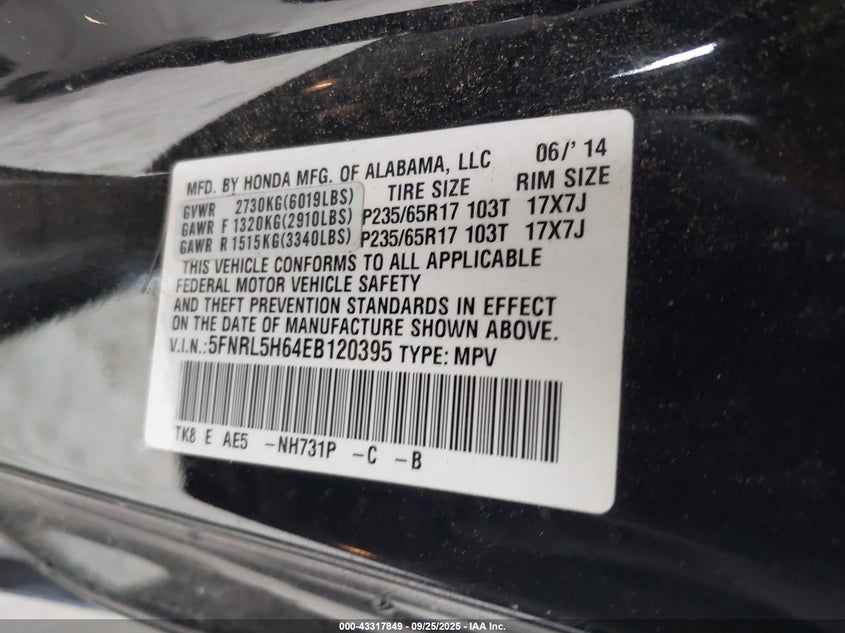 MFD. BY HONDA MFG. OF ALABAMA, LLC 06/' 14
TIRE SIZE RIM SIZE
GVWR 2730KG(6019LBS)
GAWR F 1320KG(2910LBS) P235/65R17 103T 17X7J
GAWR R 1515KG(3340LBS) P235/65R17 103T 17X7J
THIS VEHICLE CONFORMS TO ALL APPLICABLE
FEDERAL MOTOR VEHICLE SAFETY
AND THEFT PREVENTION STANDARDS IN EFFECT
ON THE DATE OF MANUFACTURE SHOWN ABOVE.
V.I.N.:5FNRL5H64EB120395 TYPE: MPV
TK8 E AE5 -NH731P -C -B
000-43317849 - 09/25/2025 - IAA Inc.